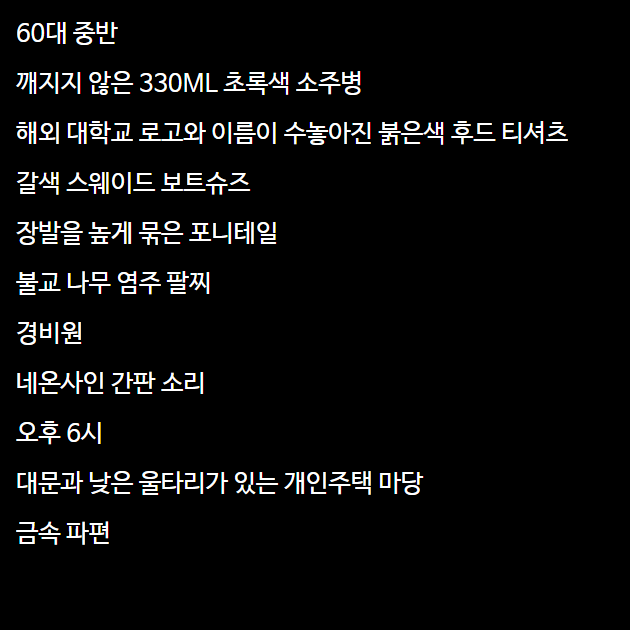 60대 중반
깨지지 않은 330ML 초록색 소주병
해외 대학교 로고와 이름이 수놓아진 붉은색 후드 티셔츠
갈색 스웨이드 보트슈즈
장발을 높게 묶은 포니테일
불교 나무 염주 팔찌
경비원
네온사인 간판 소리
오후 6시
대문과 낮은 울타리가 있는 개인주택 마당
금속 파편